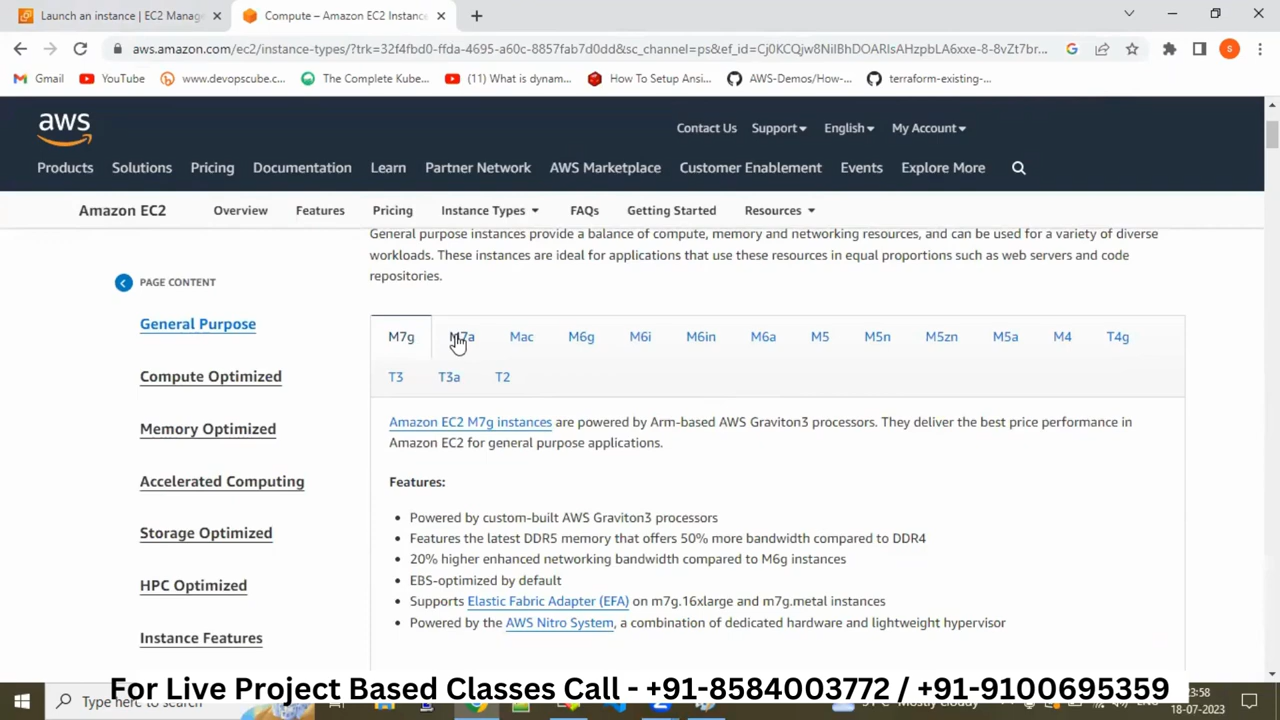 Launch an instance | EC2 Manag
Compute – Amazon EC2 Instance
aws.amazon.com/ec2/instance-types/?trk=32f4fbd0-ffda-4695-a60c-8857fab7d0dd&sc_channel=ps&ef_id=Cj0KCQjw8NilBhDOARIsAHzpbLA6xxe-8-8vZt7br...
Gmail YouTube www.devopscube.c... The Complete Kube... (11) What is dynam... How To Setup Ansi... AWS-Demos/How-... terraform-existing-...
aws
Contact Us Support English My Account
Products Solutions Pricing Documentation Learn Partner Network AWS Marketplace Customer Enablement Events Explore More
Amazon EC2 Overview Features Pricing Instance Types FAQs Getting Started Resources
General purpose instances provide a balance of compute, memory and networking resources, and can be used for a variety of diverse
workloads. These instances are ideal for applications that use these resources in equal proportions such as web servers and code
repositories.
PAGE CONTENT
General Purpose
Compute Optimized
Memory Optimized
Accelerated Computing
Storage Optimized
HPC Optimized
Instance Features
M7g M7a Mac M6g M6i M6in M6a M5 M5n M5zn M5a M4 T4g
T3 T3a T2
Amazon EC2 M7g instances are powered by Arm-based AWS Graviton3 processors. They deliver the best price performance in
Amazon EC2 for general purpose applications.
Features:
• Powered by custom-built AWS Graviton3 processors
• Features the latest DDR5 memory that offers 50% more bandwidth compared to DDR4
• 20% higher enhanced networking bandwidth compared to M6g instances
• EBS-optimized by default
• Supports Elastic Fabric Adapter (EFA) on m7g.16xlarge and m7g.metal instances
• Powered by the AWS Nitro System, a combination of dedicated hardware and lightweight hypervisor
For Live Project Based Classes Call - +91-8584003772 / +91-9100695359
Type here to search
18-07-2023